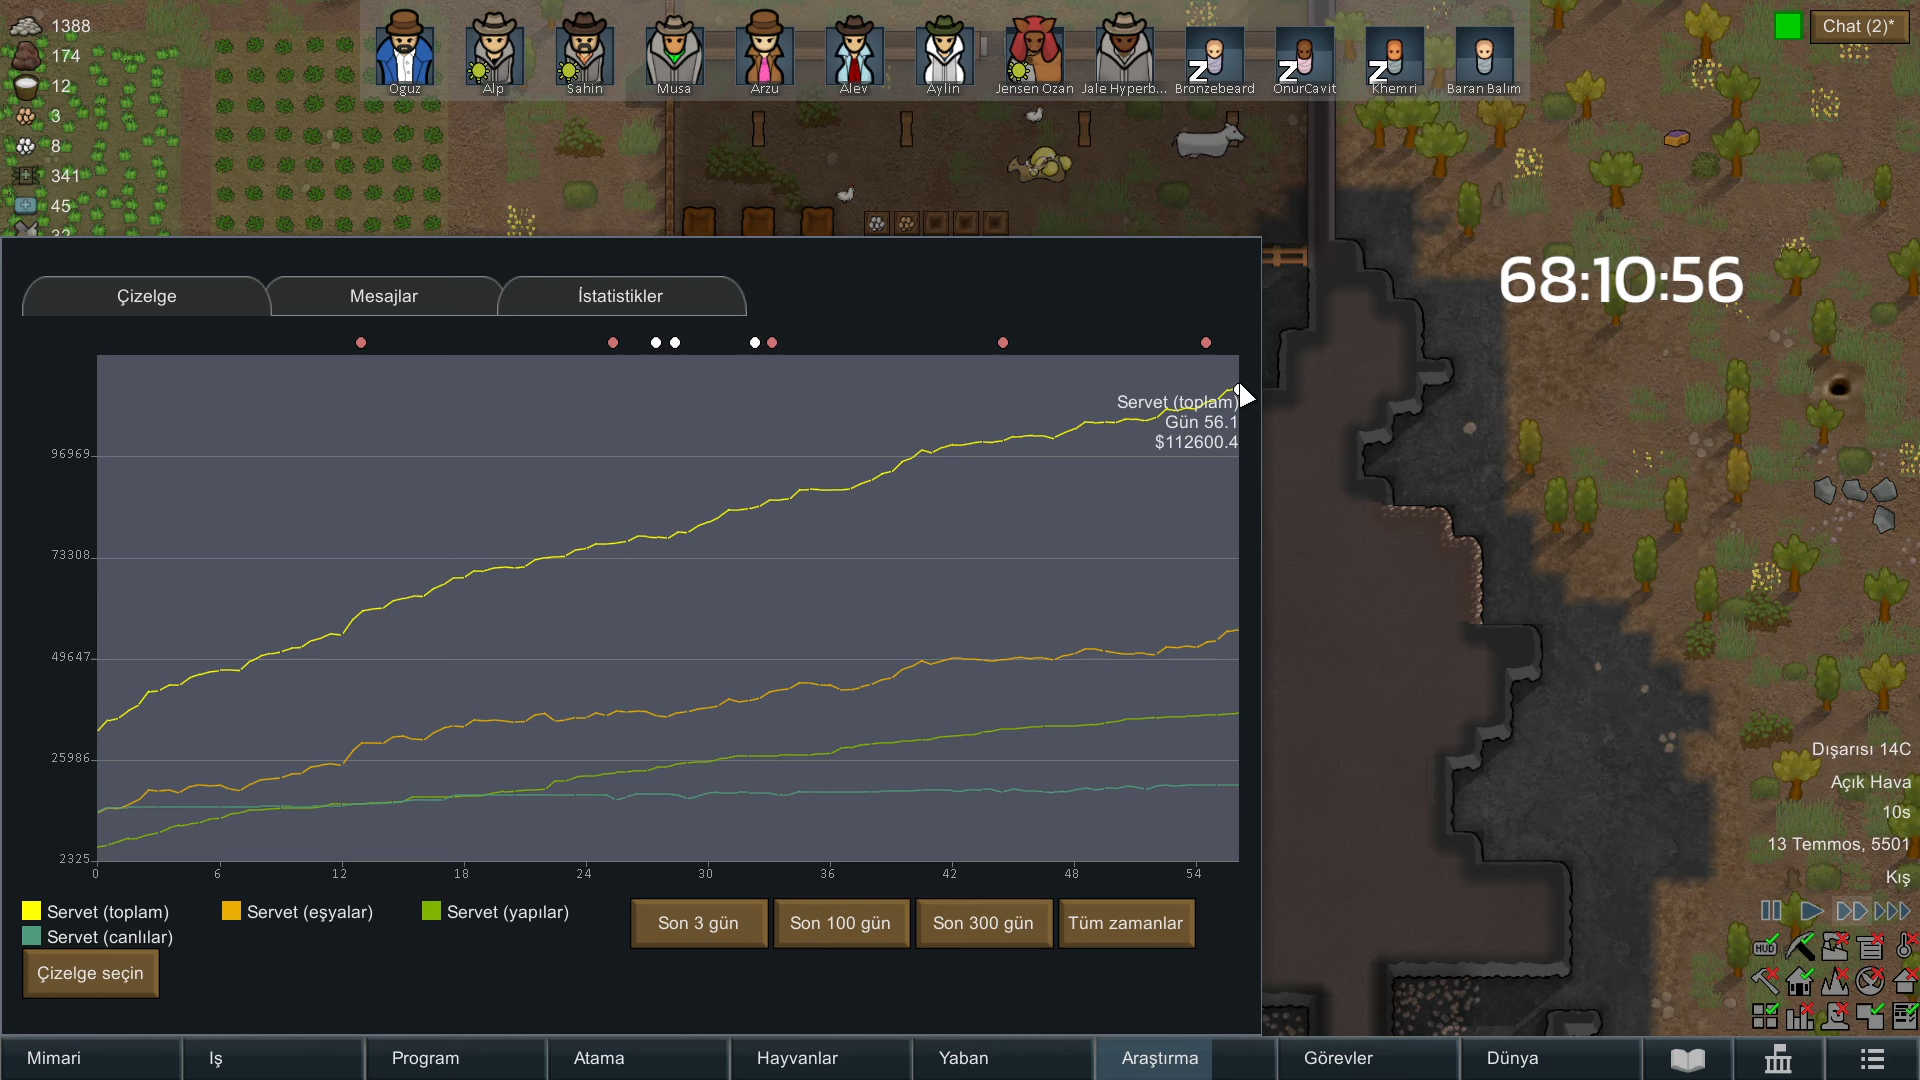 1388
174
12
3
8
341
45
32
Oguz
Alp
Sahin
Musa
Arzu
Alev
Aylin
Jensen Ozan
Jale Hyperb...
Bronzebeard
OnurCavit
Khemri
Baran Balım
Z
Z
Z
Chat (2)*
68:10:56
Çizelge
Mesajlar
İstatistikler
Servet (toplam)
Gün 56.1
$112600.4
96969
73308
49647
25986
2325
0
6
12
18
24
30
36
42
48
54
Servet (toplam)
Servet (eşyalar)
Servet (yapılar)
Servet (canlılar)
Son 3 gün
Son 100 gün
Son 300 gün
Tüm zamanlar
Çizelge seçin
Dışarısı 14C
Açık Hava
10s
13 Temmos, 5501
Kış
HUD
Mimari
Iş
Program
Atama
Hayvanlar
Yaban
Araştırma
Görevler
Dünya